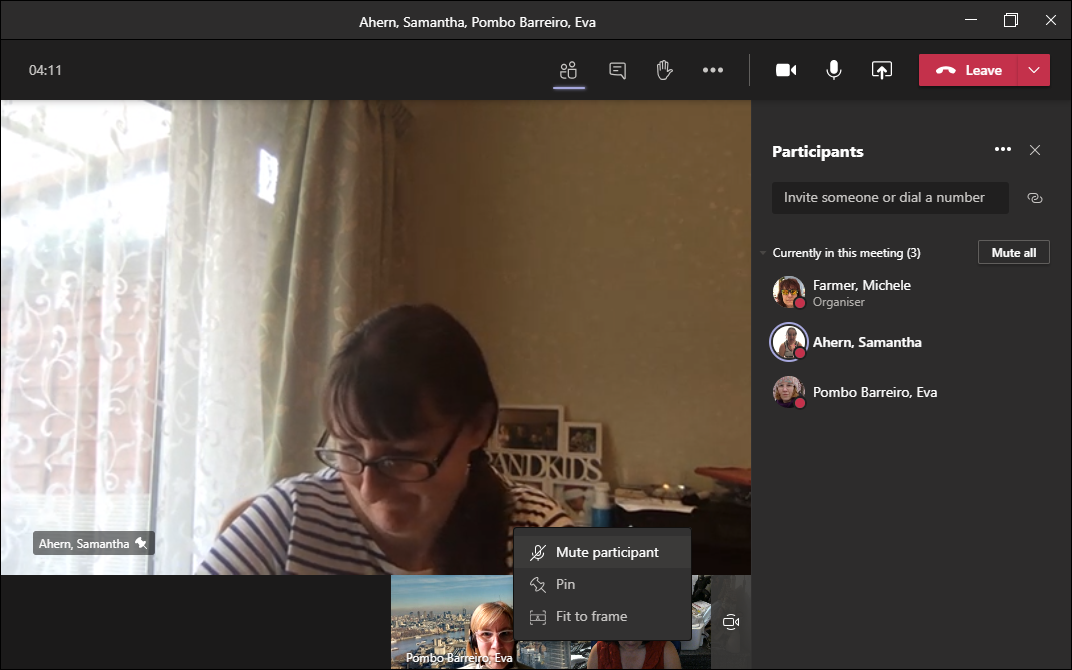 Ahern, Samantha, Pombo Barreiro, Eva
04:11
Leave
Participants
Invite someone or dial a number
Currently in this meeting (3)
Mute all
Farmer, Michele
Organiser
Ahern, Samantha
Pombo Barreiro, Eva
ANDKIDS
Ahern, Samantha
Mute participant
Pin
Fit to frame
Pombo Barreiro, Eva